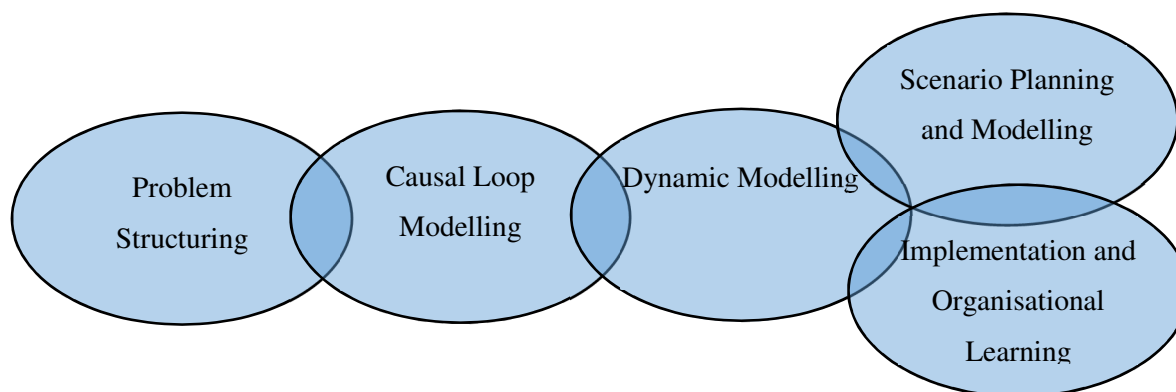 Problem
Structuring
Causal Loop
Modelling
Dynamic Modelling
Scenario Planning
and Modelling
Implementation and
Organisational
Learning